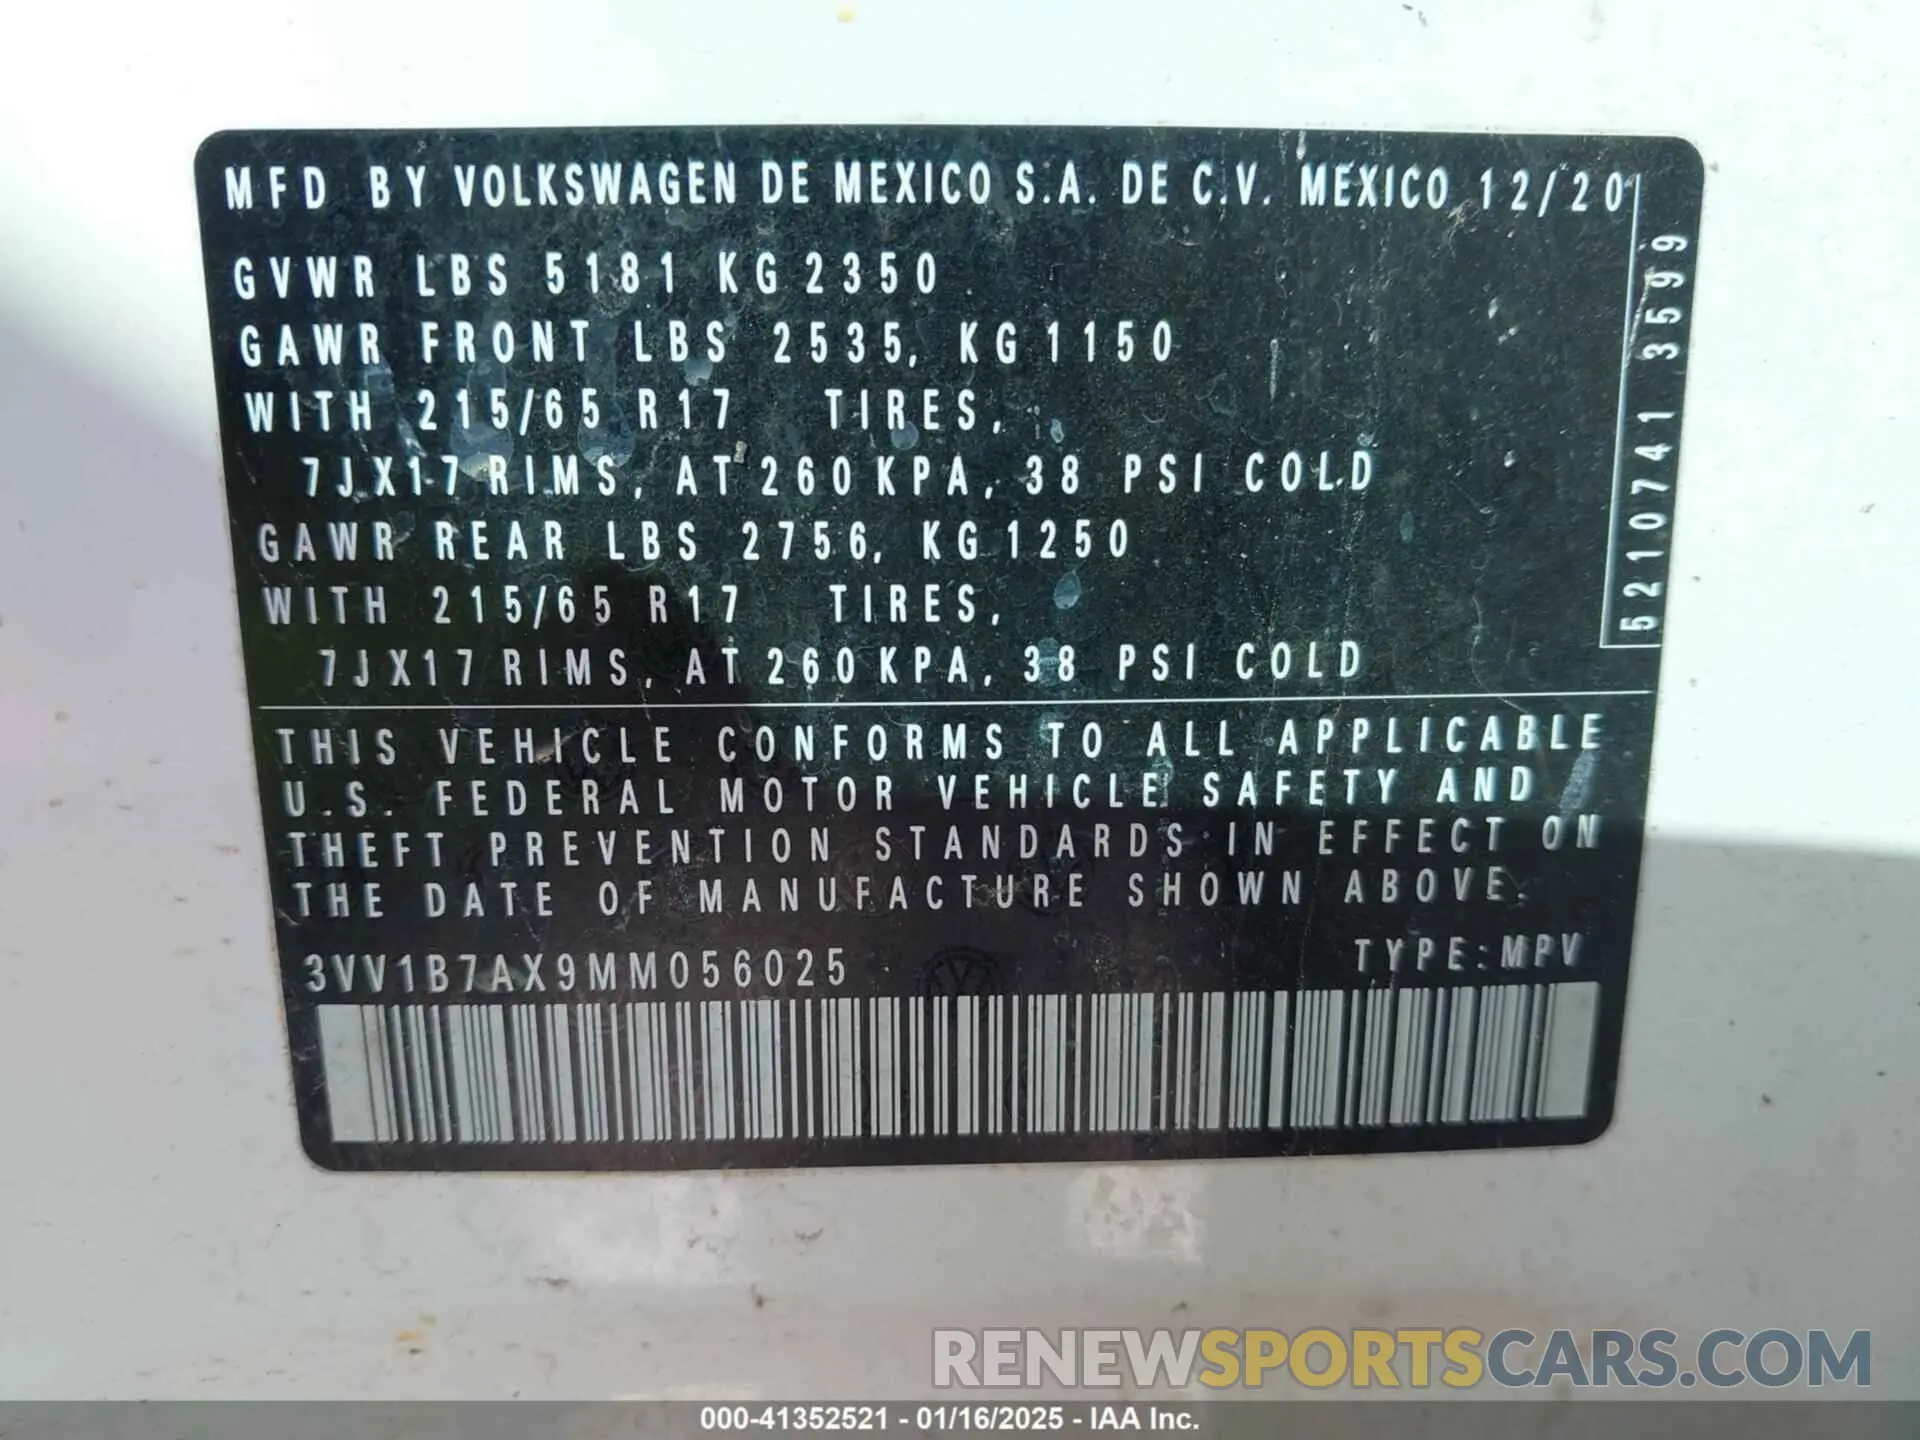 MFD BY VOLKSWAGEN DE MEXICO S.A. DE C.V. MEXICO 12/20
GVWR LBS 5181 KG 2350
GAWR FRONT LBS 2535, KG 1150
WITH 215/65 R17 TIRES,
7JX17 RIMS, AT 260 KPA, 38 PSI COLD
GAWR REAR LBS 2756, KG 1250
WITH 215/65 R17 TIRES,
7JX17 RIMS, AT 260 KPA, 38 PSI COLD
5210741 3599
THIS VEHICLE CONFORMS TO ALL APPLICABLE
U.S. FEDERAL MOTOR VEHICLE SAFETY AND
THEFT PREVENTION STANDARDS IN EFFECT ON
THE DATE OF MANUFACTURE SHOWN ABOVE.
3VV1B7AX9MM056025 TYPE: MPV
RENEWSPORTSCARS.COM
000-41352521 - 01/16/2025 - IAA Inc.